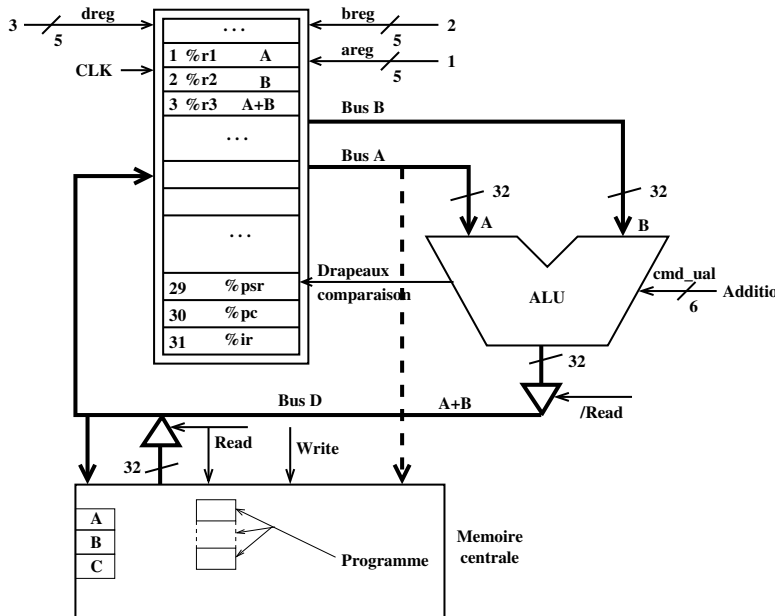 dreg
breg
. . .
3
5
5
2
areg
1 %r1 A
5
1
CLK
2 %r2 B
3 %r3 A+B
Bus B
. . .
Bus A
32
32
A
B
. . .
Drapeaux
comparaison
cmd_ual
29 %psr
ALU
6
Additio
30 %pc
31 %ir
32
Bus D
A+B
/Read
Read
Write
32
A
B
C
Programme
Memoire
centrale